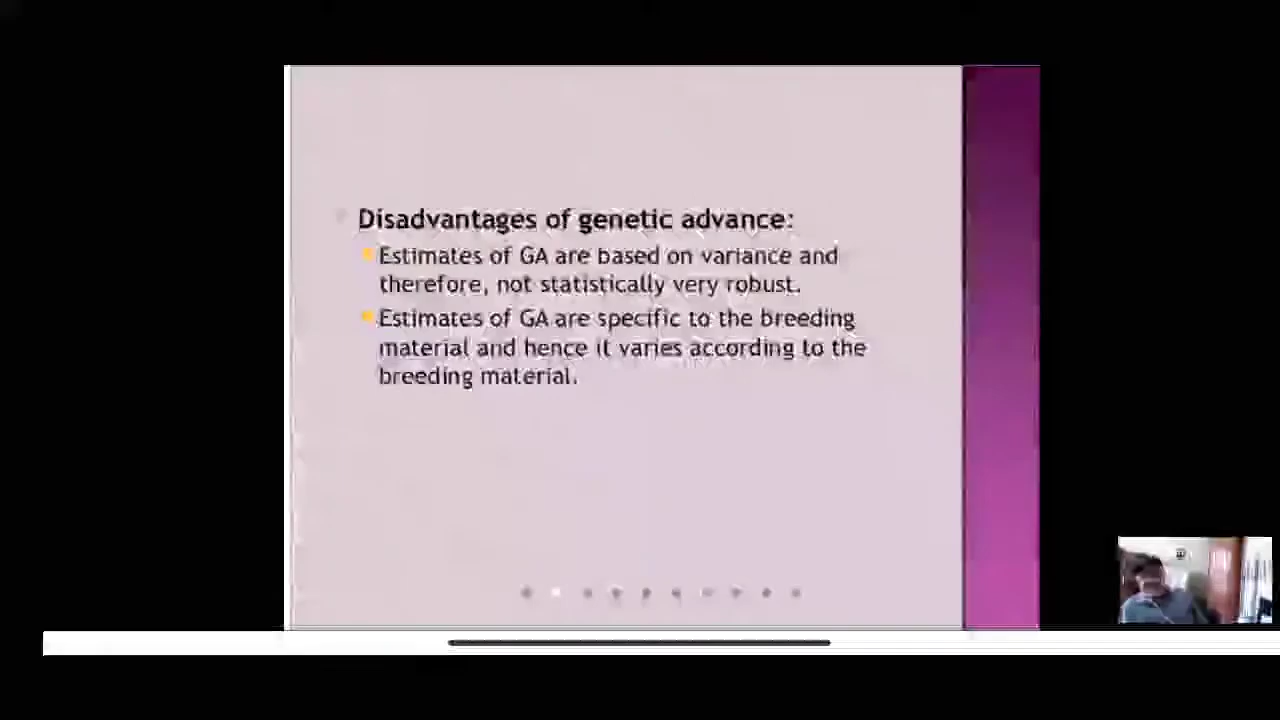 Disadvantages of genetic advance:
Estimates of GA are based on variance and
therefore, not statistically very robust.
Estimates of GA are specific to the breeding
material and hence it varies according to the
breeding material.